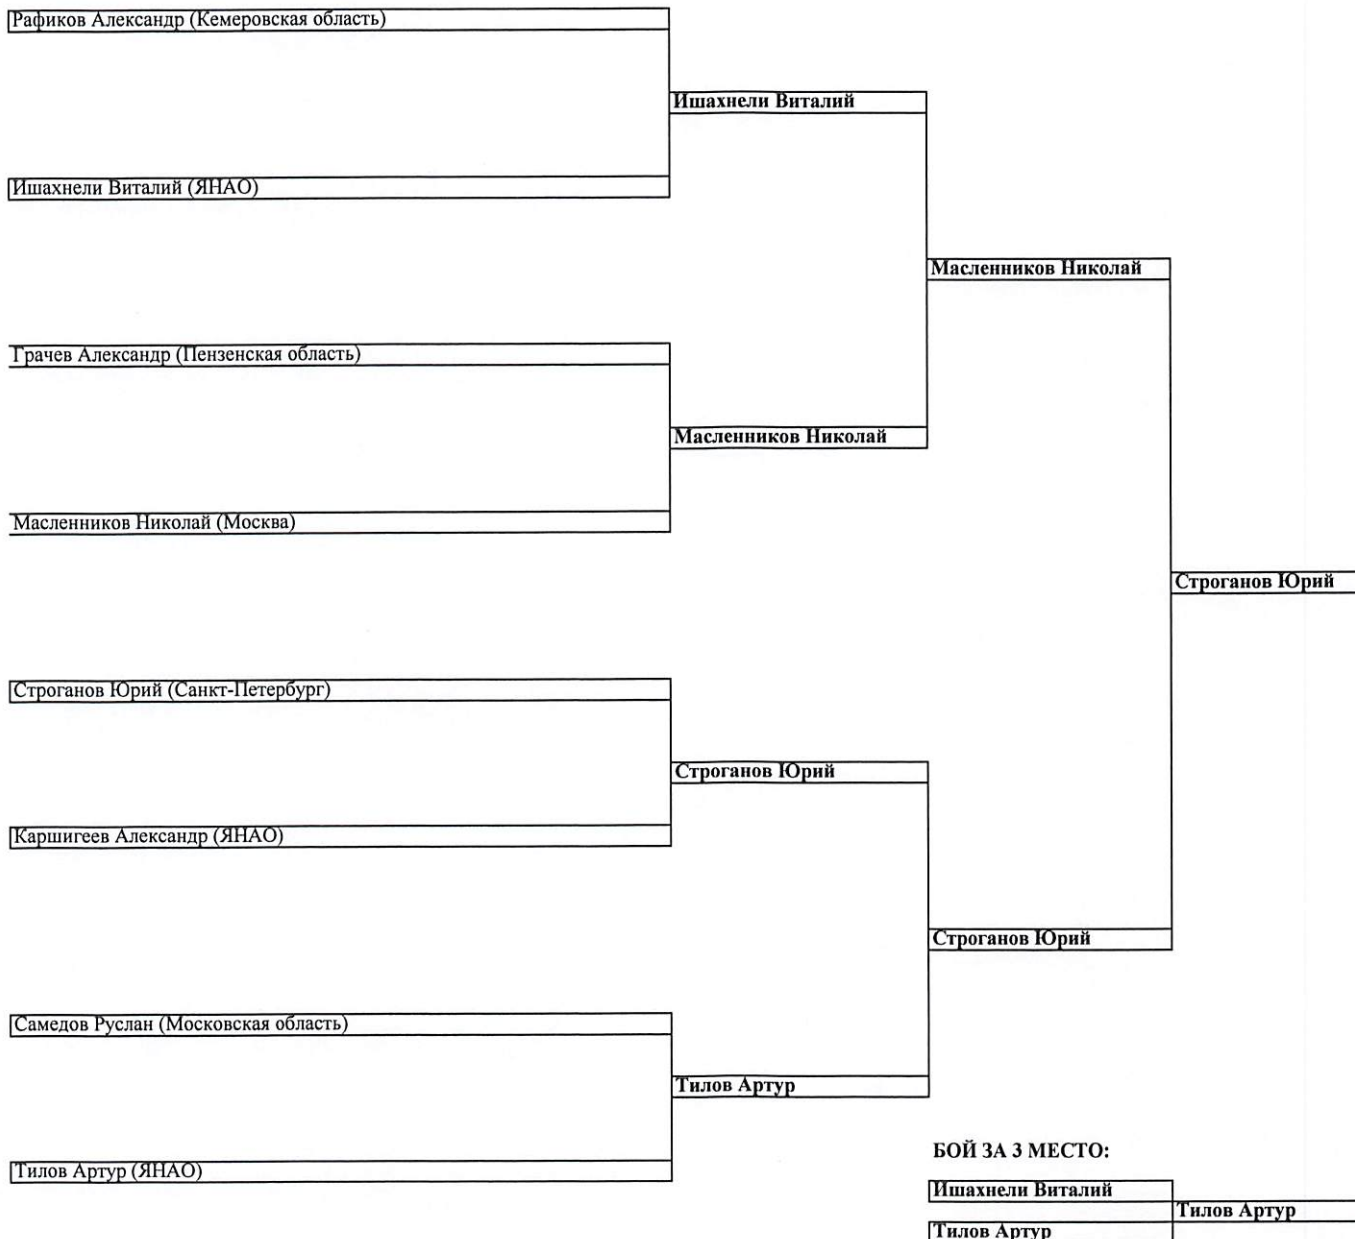 Рафиков Александр (Кемеровская область)
Ишахнели Виталий
Ишахнели Виталий (ЯНАО)
Масленников Николай
Грачев Александр (Пензенская область)
Масленников Николай
Масленников Николай (Москва)
Строганов Юрий
Строганов Юрий (Санкт-Петербург)
Строганов Юрий
Каршигеев Александр (ЯНАО)
Строганов Юрий
Самедов Руслан (Московская область)
Тилов Артур
БОЙ ЗА 3 МЕСТО:
Тилов Артур (ЯНАО)
Ишахнели Виталий
Тилов Артур
Тилов Артур